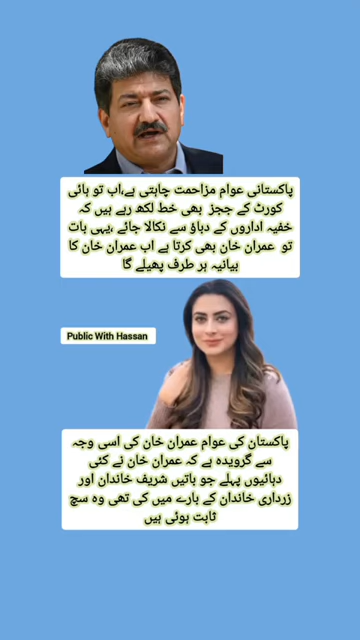 پاکستانی عوام مزاحمت چاہتی ہے،اب تو ہائی
کورٹ کے ججز بھی خط لکھ رہے ہیں کہ
خفیہ اداروں کے دباؤ سے نکالا جائے ،یہی بات
تو عمران خان بھی کرتا ہے اب عمران خان کا
بیانیہ ہر طرف پھیلے گا
Public With Hassan
پاکستان کی عوام عمران خان کی اسی وجہ
سے گرویدہ ہے کہ عمران خان نے کئی
دہائیوں پہلے جو باتیں شریف خاندان اور
زرداری خاندان کے بارے میں کی تھی وہ سچ
ثابت ہوئی ہیں